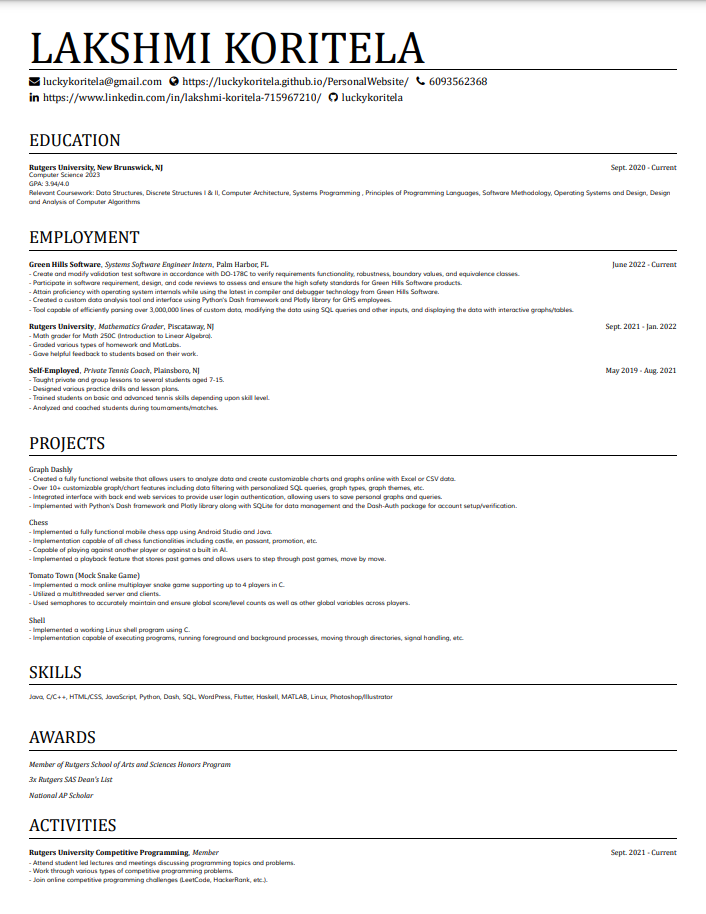 LAKSHMI KORITELA
luckykoritela@gmail.com https://luckykoritela.github.io/PersonalWebsite/ 6093562368
https://www.linkedin.com/in/lakshmi-koritela-715967210/ luckykoritela
EDUCATION
Rutgers University, New Brunswick, NJ Sept. 2020 - Current
Computer Science 2023
GPA: 3.94/4.0
Relevant Coursework: Data Structures, Discrete Structures I & II, Computer Architecture, Systems Programming , Principles of Programming Languages, Software Methodology, Operating Systems and Design, Design
and Analysis of Computer Algorithms
EMPLOYMENT
Green Hills Software, Systems Software Engineer Intern, Palm Harbor, FL June 2022 - Current
- Create and modify validation test software in accordance with DO-178C to verify requirements functionality, robustness, boundary values, and equivalence classes.
- Participate in software requirement, design, and code reviews to assess and ensure the high safety standards for Green Hills Software products.
- Attain proficiency with operating system internals while using the latest in compiler and debugger technology from Green Hills Software.
- Created a custom data analysis tool and interface using Python's Dash framework and Plotly library for GHS employees.
- Tool capable of efficiently parsing over 3,000,000 lines of custom data, modifying the data using SQL queries and other inputs, and displaying the data with interactive graphs/tables.
Rutgers University, Mathematics Grader, Piscataway, NJ Sept. 2021 - Jan. 2022
- Math grader for Math 250C (Introduction to Linear Algebra).
- Graded various types of homework and MatLabs.
- Gave helpful feedback to students based on their work.
Self-Employed, Private Tennis Coach, Plainsboro, NJ May 2019 - Aug. 2021
- Taught private and group lessons to several students aged 7-15.
- Designed various practice drills and lesson plans.
- Trained students on basic and advanced tennis skills depending upon skill level.
- Analyzed and coached students during tournaments/matches.
PROJECTS
Graph Dashly
- Created a fully functional website that allows users to analyze data and create customizable charts and graphs online with Excel or CSV data.
- Over 10+ customizable graph/chart features including data filtering with personalized SQL queries, graph types, graph themes, etc.
- Integrated interface with back end web services to provide user login authentication, allowing users to save personal graphs and queries.
- Implemented with Python's Dash framework and Plotly library along with SQLite for data management and the Dash-Auth package for account setup/verification.
Chess
- Implemented a fully functional mobile chess app using Android Studio and Java.
- Implementation capable of all chess functionalities including castle, en passant, promotion, etc.
- Capable of playing against another player or against a built in AI.
- Implemented a playback feature that stores past games and allows users to step through past games, move by move.
Tomato Town (Mock Snake Game)
- Implemented a mock online multiplayer snake game supporting up to 4 players in C.
- Utilized a multithreaded server and clients.
- Used semaphores to accurately maintain and ensure global score/level counts as well as other global variables across players.
Shell
- Implemented a working Linux shell program using C.
- Implementation capable of executing programs, running foreground and background processes, moving through directories, signal handling, etc.
SKILLS
Java, C/C++, HTML/CSS, JavaScript, Python, Dash, SQL, WordPress, Flutter, Haskell, MATLAB, Linux, Photoshop/Illustrator
AWARDS
Member of Rutgers School of Arts and Sciences Honors Program
3x Rutgers SAS Dean's List
National AP Scholar
ACTIVITIES
Rutgers University Competitive Programming, Member Sept. 2021 - Current
- Attend student led lectures and meetings discussing programming topics and problems.
- Work through various types of competitive programming problems.
- Join online competitive programming challenges (LeetCode, HackerRank, etc.).